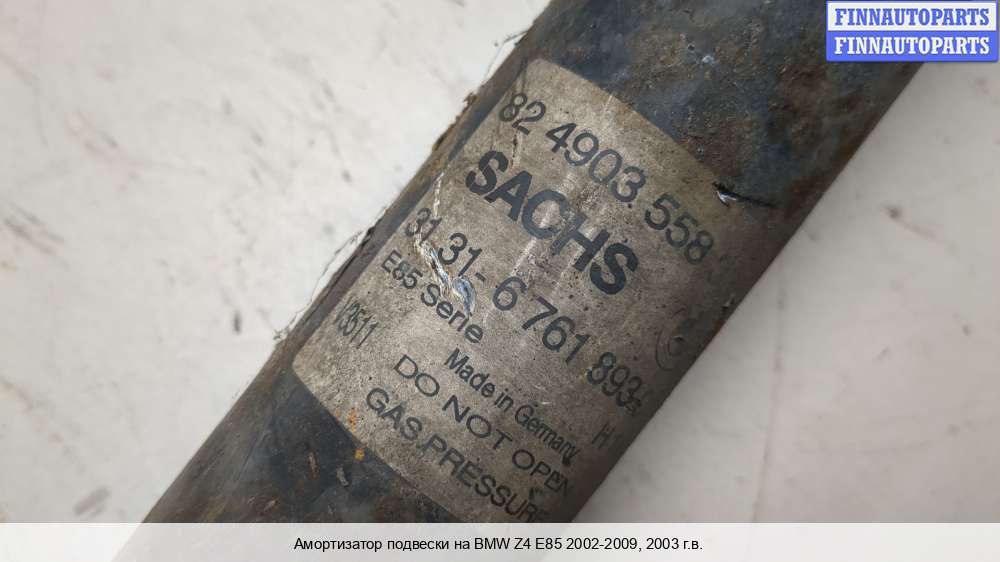 FINNAUTOPARTS
FINNAUTOPARTS
82 4903 558
SACHS
31.31- 6 761 893
E85 Serie
Made in Germany
DO NOT OPEN
GAS.PRESSURE
Амортизатор подвески на BMW Z4 E85 2002-2009, 2003 г.в.